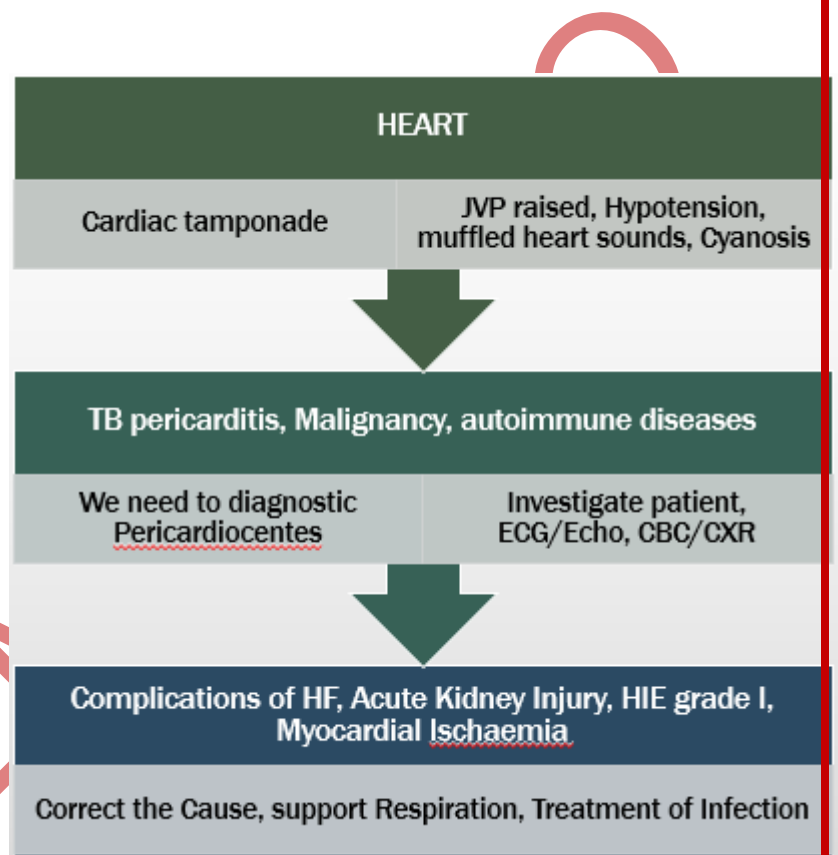 HEART
Cardiac tamponade
JVP raised, Hypotension,
muffled heart sounds, Cyanosis
TB pericarditis, Malignancy, autoimmune diseases
We need to diagnostic
Pericardiocentes
Investigate patient,
ECG/Echo, CBC/CXR
Complications of HF, Acute Kidney Injury, HIE grade I,
Myocardial Ischaemia
Correct the Cause, support Respiration, Treatment of Infection